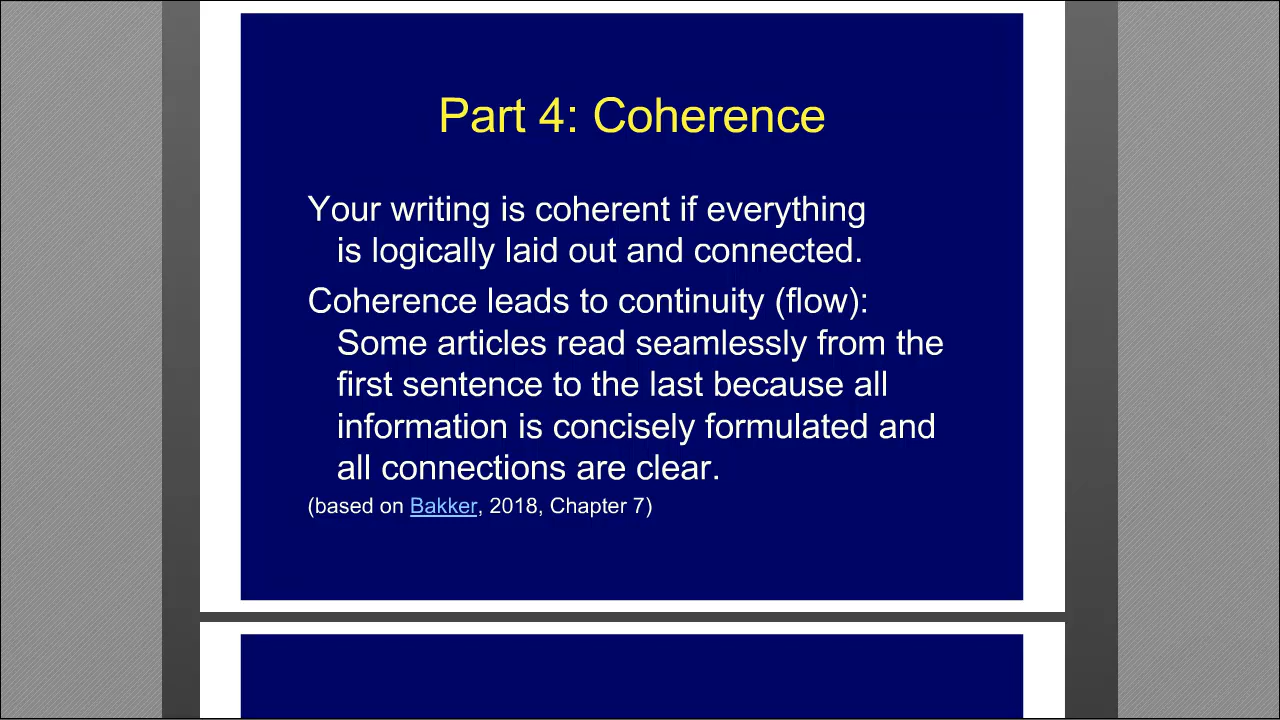 Part 4: Coherence
Your writing is coherent if everything
is logically laid out and connected.
Coherence leads to continuity (flow):
Some articles read seamlessly from the
first sentence to the last because all
information is concisely formulated and
all connections are clear.
(based on Bakker, 2018, Chapter 7)